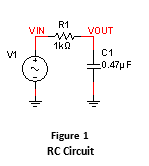 R1
VIN
VOUT
1kΩ
V1
C1
0.47µF
Figure 1
RC Circuit